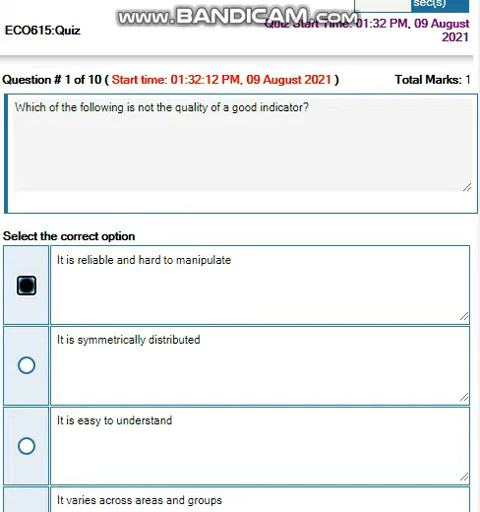 sec(s)
WWW.BANDICAM.COM
Quiz Start Time: 01:32 PM, 09 August
2021
ECO615:Quiz
Question # 1 of 10 ( Start time: 01:32:12 PM, 09 August 2021 )
Total Marks: 1
Which of the following is not the quality of a good indicator?
Select the correct option
It is reliable and hard to manipulate
It is symmetrically distributed
It is easy to understand
It varies across areas and groups